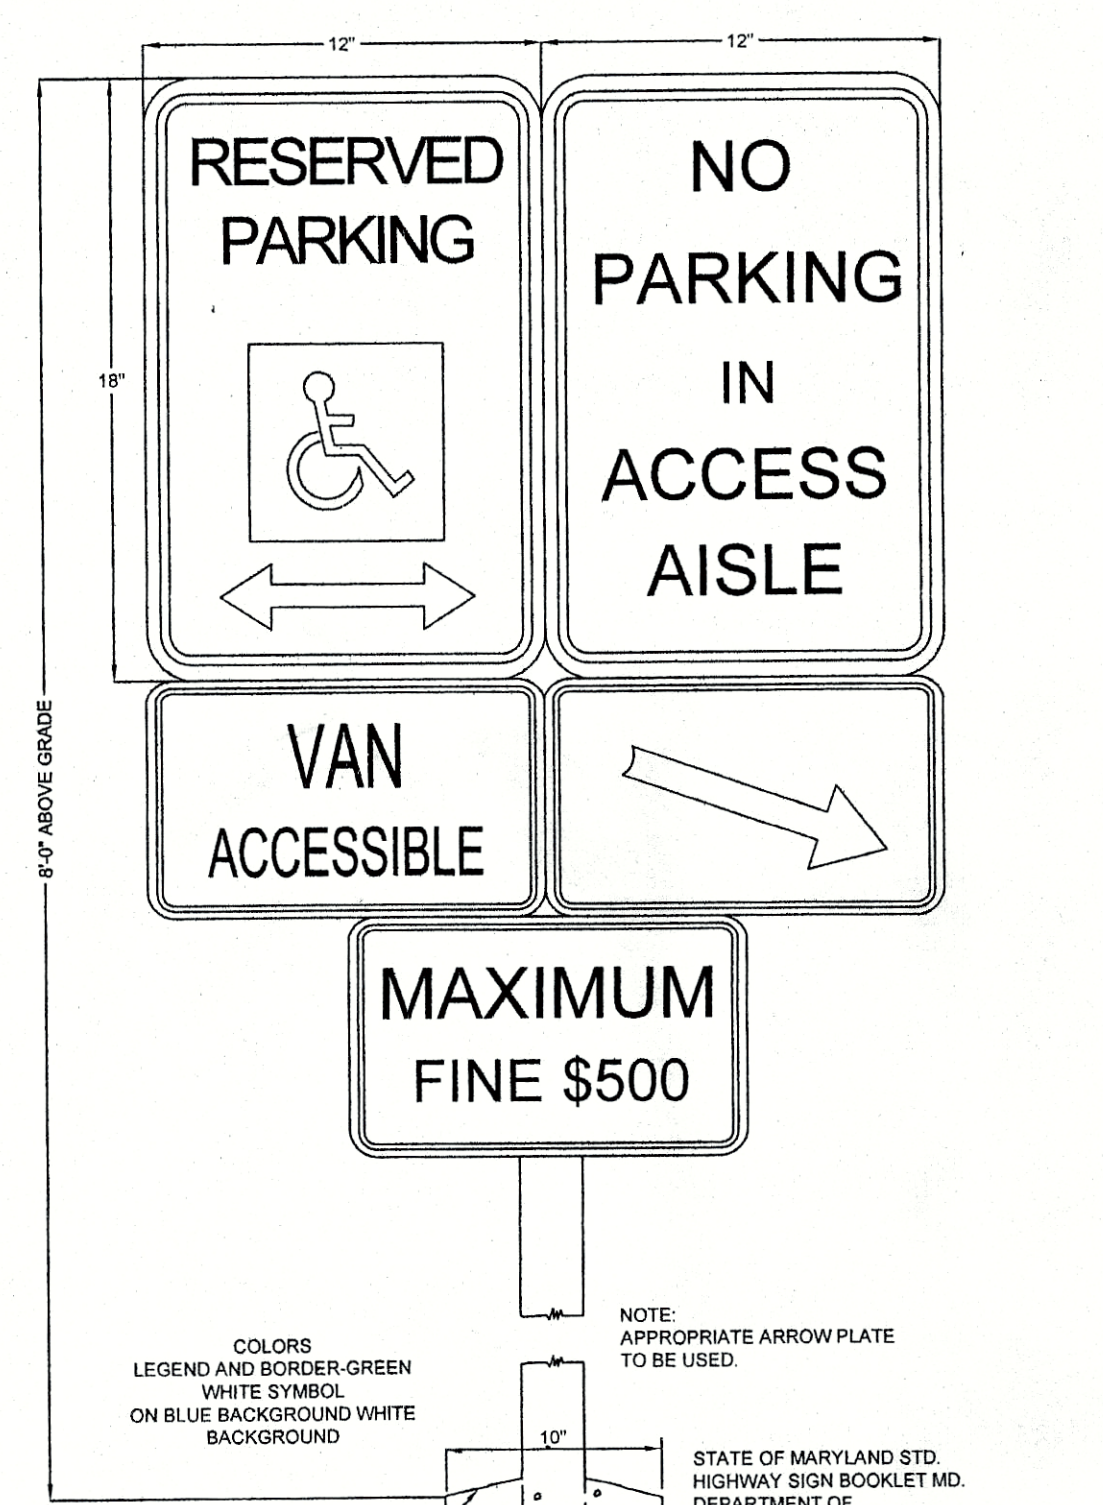 12"
12"
RESERVED
PARKING
NO
PARKING
IN
ACCESS
AISLE
18"
8'-0" ABOVE GRADE
VAN
ACCESSIBLE
MAXIMUM
FINE $500
NOTE:
APPROPRIATE ARROW PLATE
TO BE USED.
COLORS
LEGEND AND BORDER-GREEN
WHITE SYMBOL
ON BLUE BACKGROUND WHITE
BACKGROUND
10"
STATE OF MARYLAND STD.
HIGHWAY SIGN BOOKLET MD.
DEPARTMENT OF